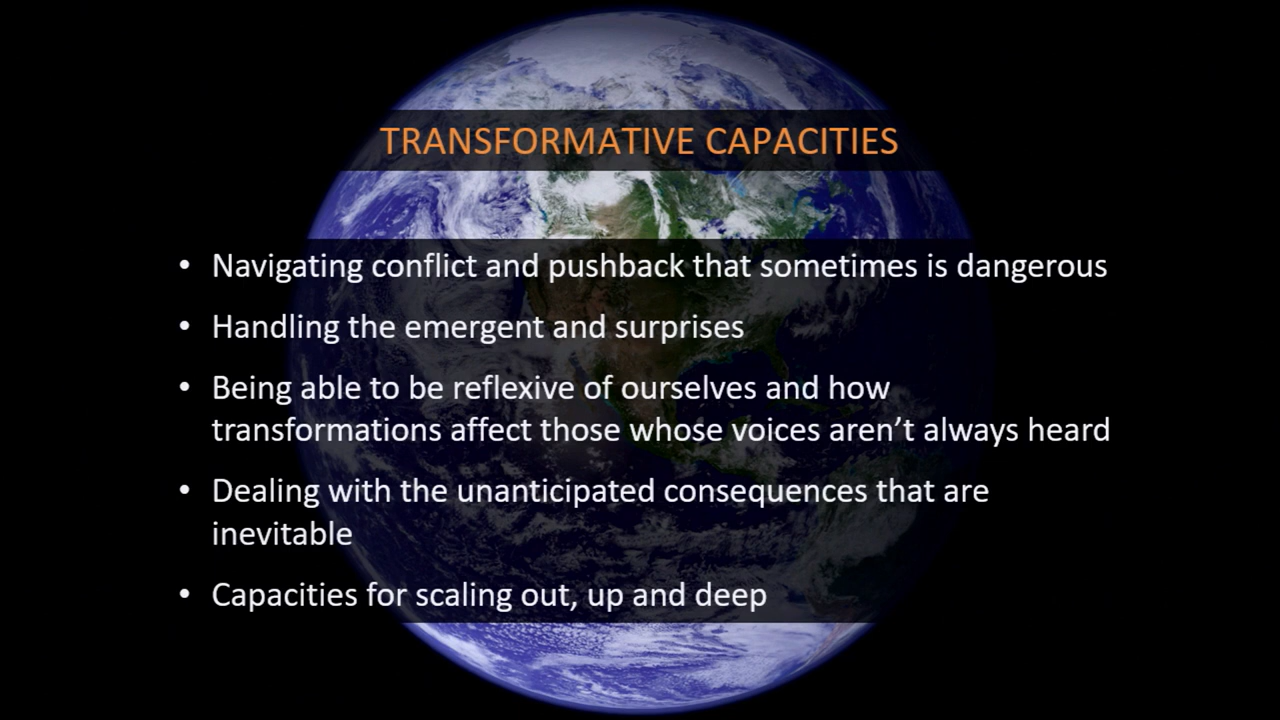 TRANSFORMATIVE CAPACITIES
• Navigating conflict and pushback that sometimes is dangerous
• Handling the emergent and surprises
• Being able to be reflexive of ourselves and how
transformations affect those whose voices aren’t always heard
• Dealing with the unanticipated consequences that are
inevitable
• Capacities for scaling out, up and deep